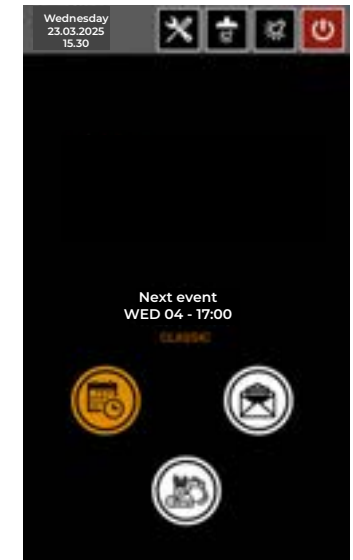 Wednesday
23.03.2025
15.30
Next event
WED 04 - 17:00
CLASSIC